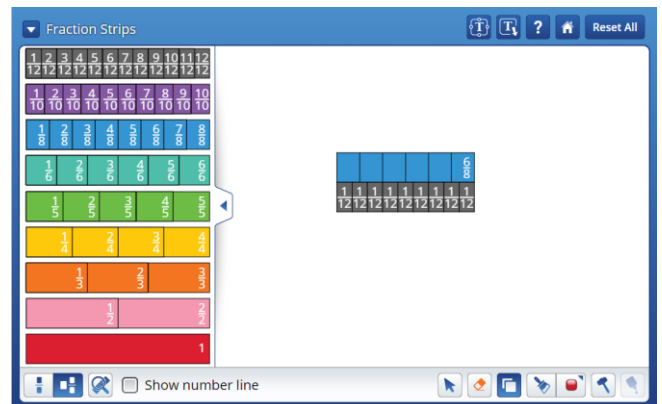 Fraction Strips
T T ? Reset All
1 2 3 4 5 6 7 8 9 10 11 12
12 12 12 12 12 12 12 12 12 12 12 12
1 2 3 4 5 6 7 8 9 10
10 10 10 10 10 10 10 10 10 10
1 2 3 4 5 6 7 8
8 8 8 8 8 8 8 8
1 2 3 4 5 6
6 6 6 6 6 6
1 2 3 4 5
5 5 5 5 5
1 2 3 4
4 4 4 4
1 2 3
3 3 3
1 2
2 2
1
6
8
1 1 1 1 1 1 1 1 1
12 12 12 12 12 12 12 12 12
Show number line